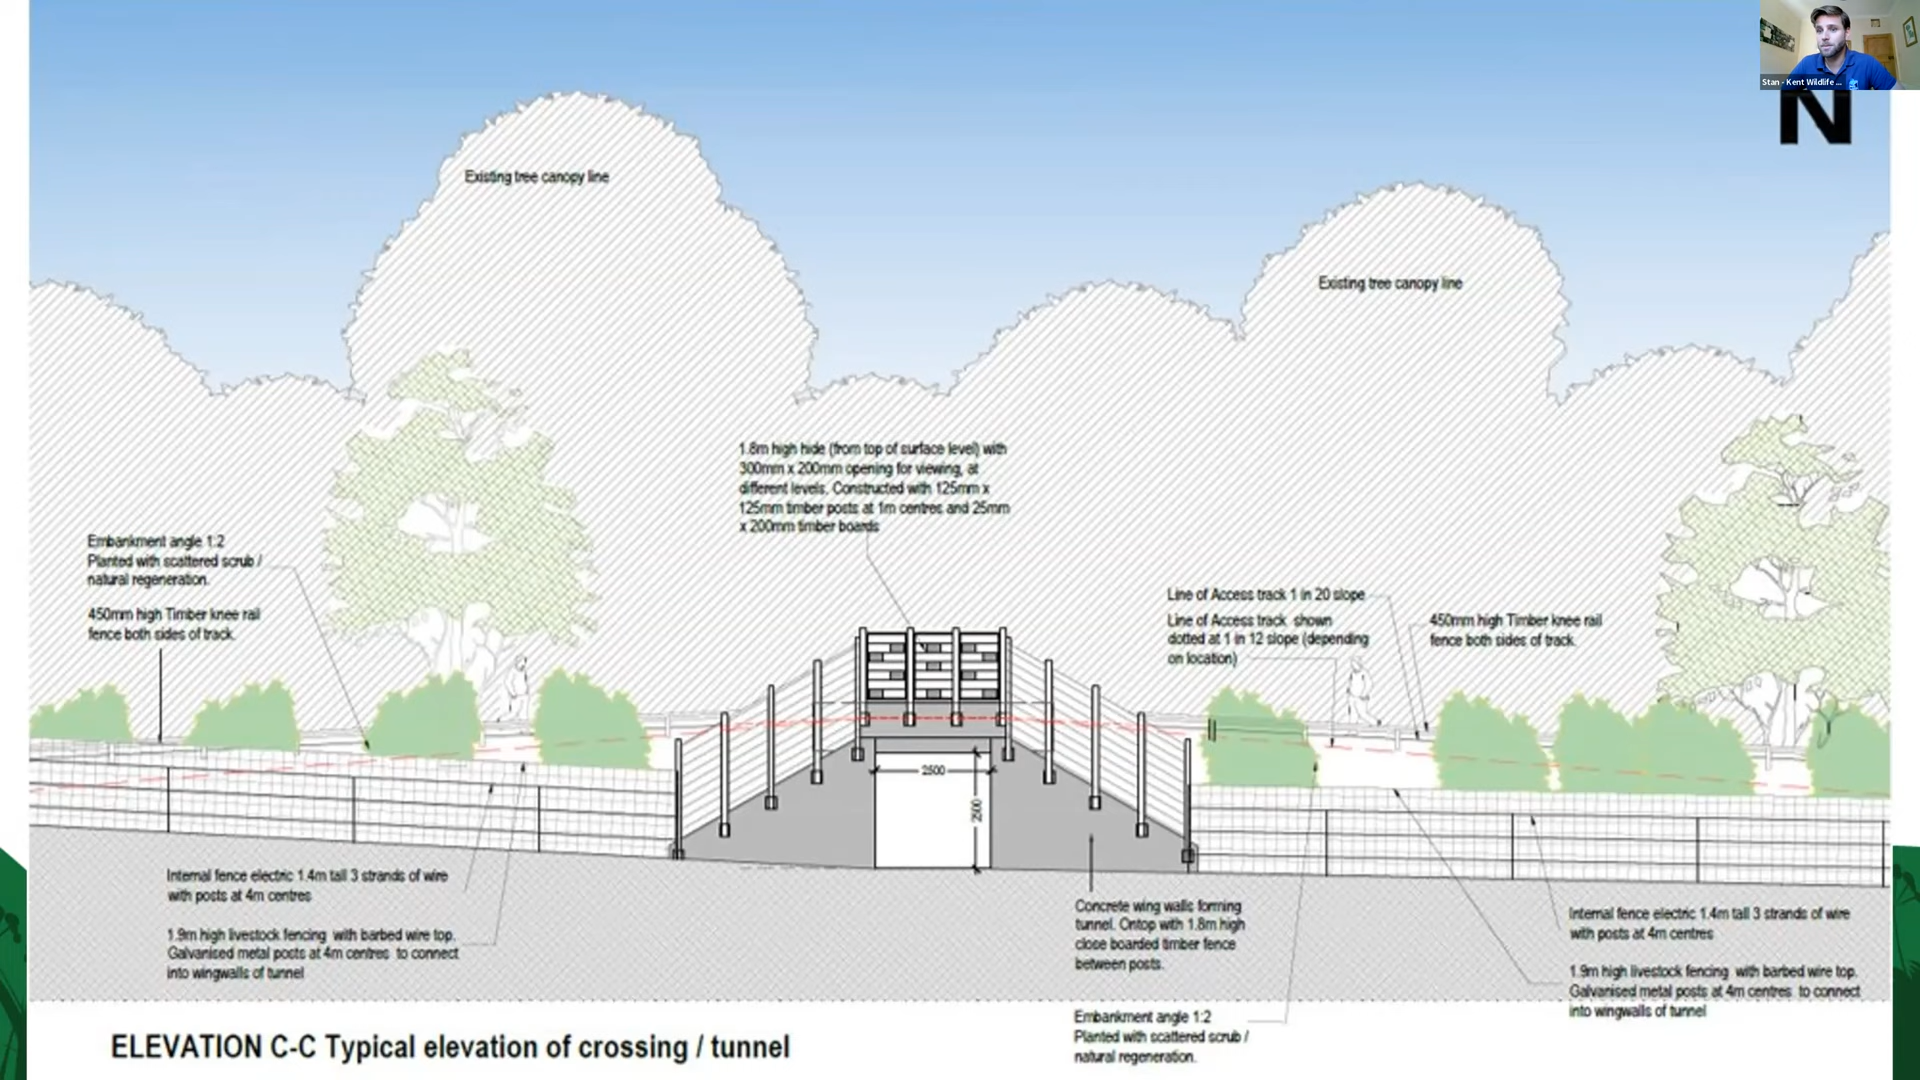 Stan - Kent Wildlife ...
N
Existing tree canopy line
Existing tree canopy line
1.8m high hide (from top of surface level) with
300mm x 200mm opening for viewing, at
different levels. Constructed with 125mm x
125mm timber posts at 1m centres and 25mm
x 200mm timber boards
Embankment angle 1:2
Planted with scattered scrub /
natural regeneration.
450mm high Timber knee rail
fence both sides of track.
Line of Access track 1 in 20 slope
Line of Access track shown
dotted at 1 in 12 slope (depending
on location)
450mm high Timber knee rail
fence both sides of track.
2500
Internal fence electric 1.4m tall 3 strands of wire
with posts at 4m centres
1.9m high livestock fencing with barbed wire top.
Galvanised metal posts at 4m centres to connect
into wingwalls of tunnel
Concrete wing walls forming
tunnel. Ontop with 1.8m high
close boarded timber fence
between posts.
Embankment angle 1:2
Planted with scattered scrub /
natural regeneration.
Internal fence electric 1.4m tall 3 strands of wire
with posts at 4m centres
1.9m high livestock fencing with barbed wire top.
Galvanised metal posts at 4m centres to connect
into wingwalls of tunnel
ELEVATION C-C Typical elevation of crossing / tunnel